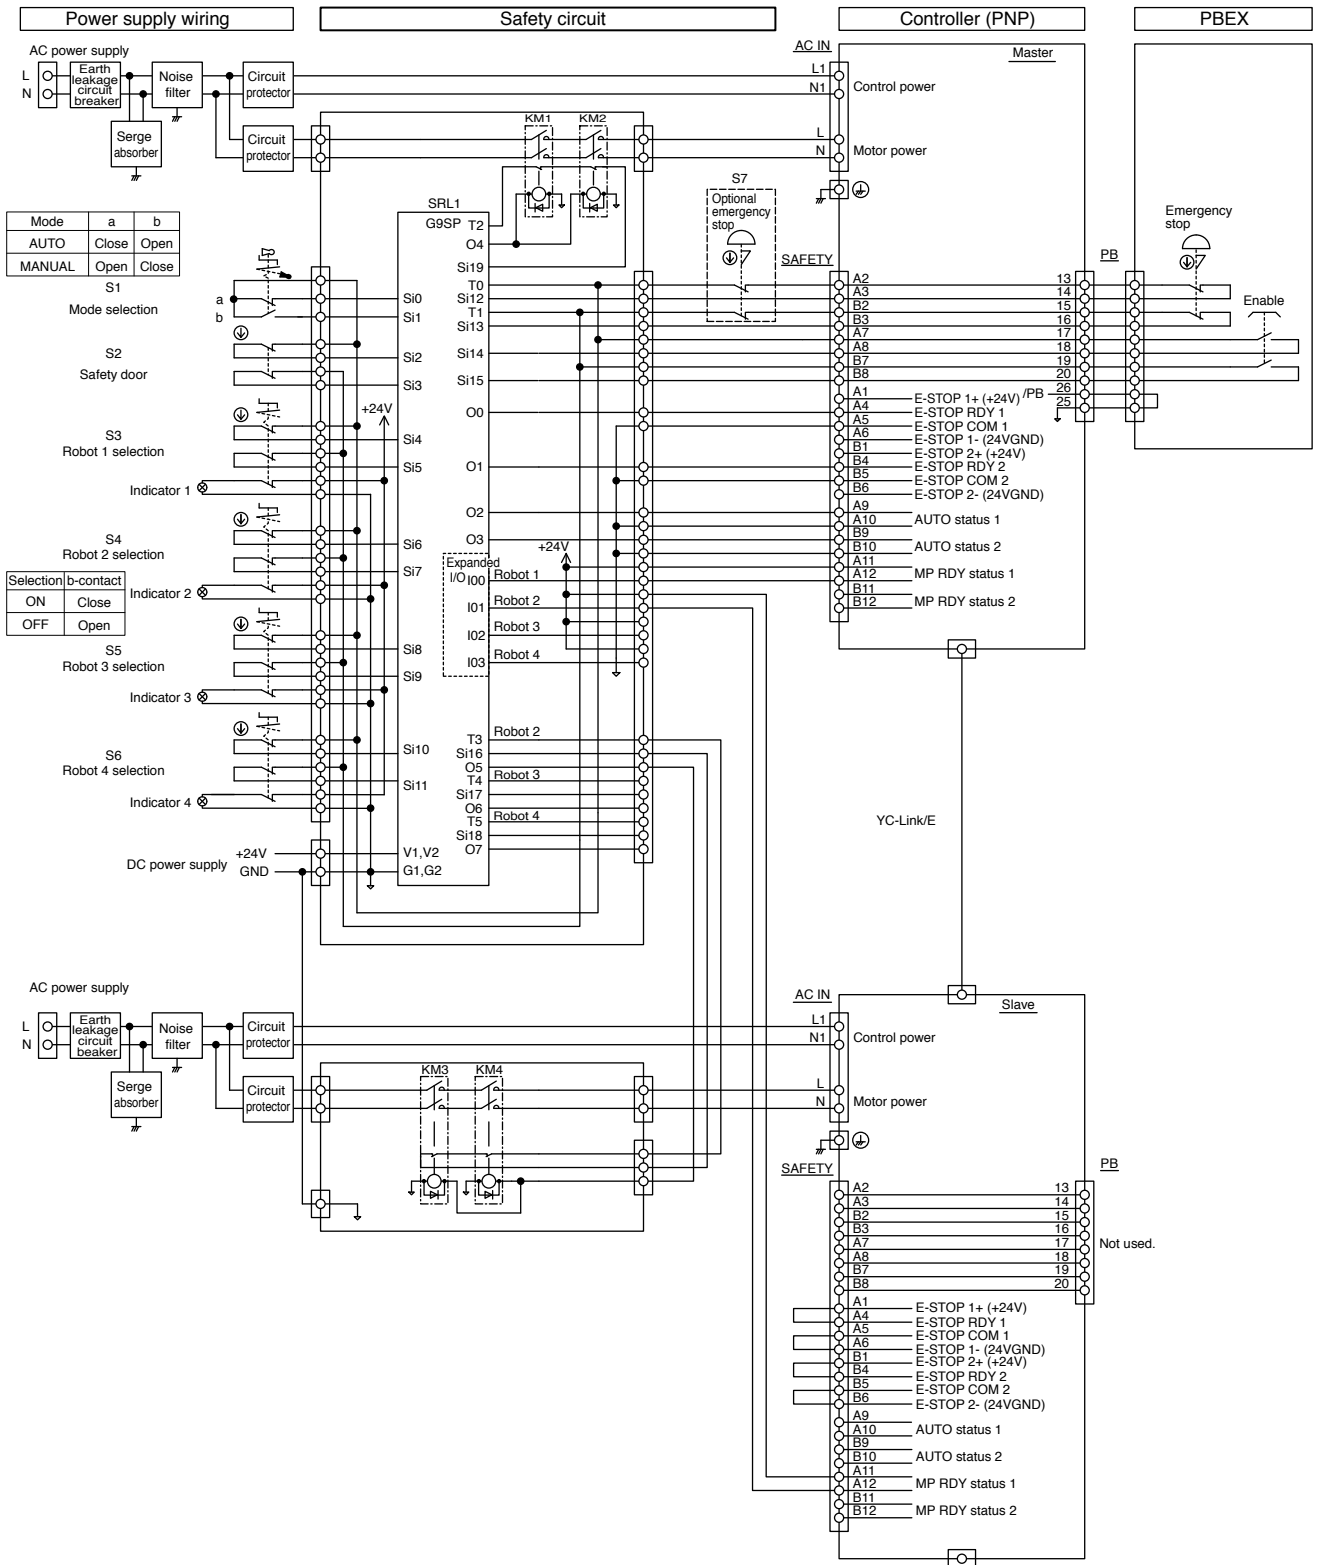 Power supply wiring
Safety circuit
Controller (PNP)
PBEX
AC power supply
L
N
Earth
leakage
circuit
breaker
Noise
filter
Circuit
protector
Serge
absorber
Circuit
protector
Mode a b
AUTO Close Open
MANUAL Open Close
S1
Mode selection
a
b
S2
Safety door
S3
Robot 1 selection
Indicator 1
S4
Robot 2 selection
Selection b-contact
ON Close
OFF Open
Indicator 2
S5
Robot 3 selection
Indicator 3
S6
Robot 4 selection
Indicator 4
DC power supply
+24V
GND
KM1
KM2
SRL1
G9SP
T2
O4
Si19
T0
Si12
T1
Si13
Si14
Si15
O0
O1
O2
O3
Si0
Si1
Si2
Si3
+24V
Si4
Si5
Si6
Si7
Si8
Si9
Si10
Si11
V1,V2
G1,G2
+24V
Expanded
I/O
I00 Robot 1
I01 Robot 2
I02 Robot 3
I03 Robot 4
T3 Robot 2
Si16
O5
T4 Robot 3
Si17
O6
T5 Robot 4
Si18
O7
S7
Optional
emergency
stop
AC IN
Master
L1
N1
Control power
L
N
Motor power
SAFETY
PB
A2 13
A3 14
B2 15
B3 16
A7 17
A8 18
B7 19
B8 20
/PB 26
25
A1 E-STOP 1+ (+24V)
A4 E-STOP RDY 1
A5 E-STOP COM 1
A6 E-STOP 1- (24VGND)
B1 E-STOP 2+ (+24V)
B4 E-STOP RDY 2
B5 E-STOP COM 2
B6 E-STOP 2- (24VGND)
A9
A10 AUTO status 1
B9
B10 AUTO status 2
A11
A12 MP RDY status 1
B11
B12 MP RDY status 2
Emergency
stop
Enable
YC-Link/E
AC power supply
L
N
Earth
leakage
circuit
beaker
Noise
filter
Circuit
protector
Serge
absorber
Circuit
protector
KM3
KM4
AC IN
Slave
L1
N1
Control power
L
N
Motor power
SAFETY
PB
A2 13
A3 14
B2 15
B3 16
A7 17
A8 18
B7 19
B8 20
Not used.
A1 E-STOP 1+ (+24V)
A4 E-STOP RDY 1
A5 E-STOP COM 1
A6 E-STOP 1- (24VGND)
B1 E-STOP 2+ (+24V)
B4 E-STOP RDY 2
B5 E-STOP COM 2
B6 E-STOP 2- (24VGND)
A9
A10 AUTO status 1
B9
B10 AUTO status 2
A11
A12 MP RDY status 1
B11
B12 MP RDY status 2